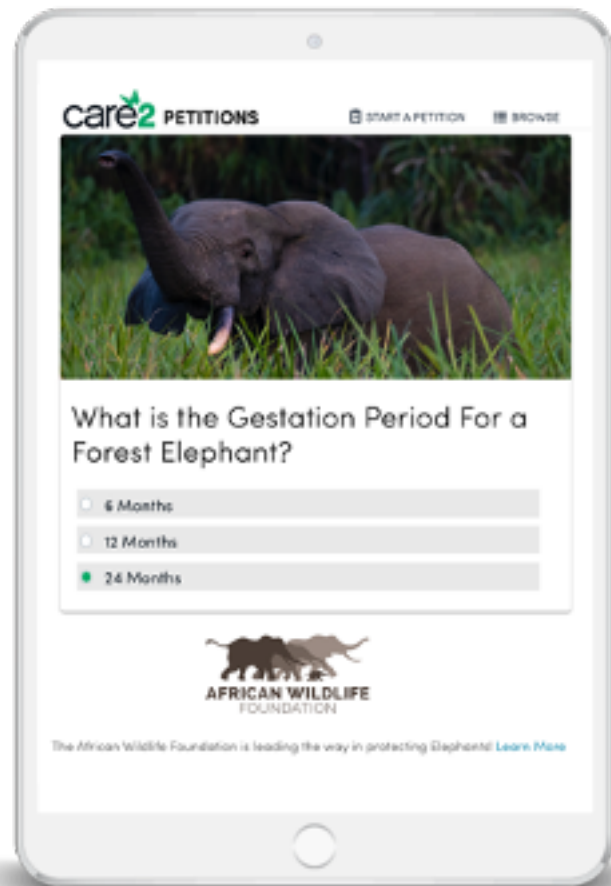 care2 PETITIONS
START A PETITION
BROWSE
What is the Gestation Period For a
Forest Elephant?
6 Months
12 Months
24 Months
AFRICAN WILDLIFE
FOUNDATION
The African Wildlife Foundation is leading the way in protecting Elephants! Learn More